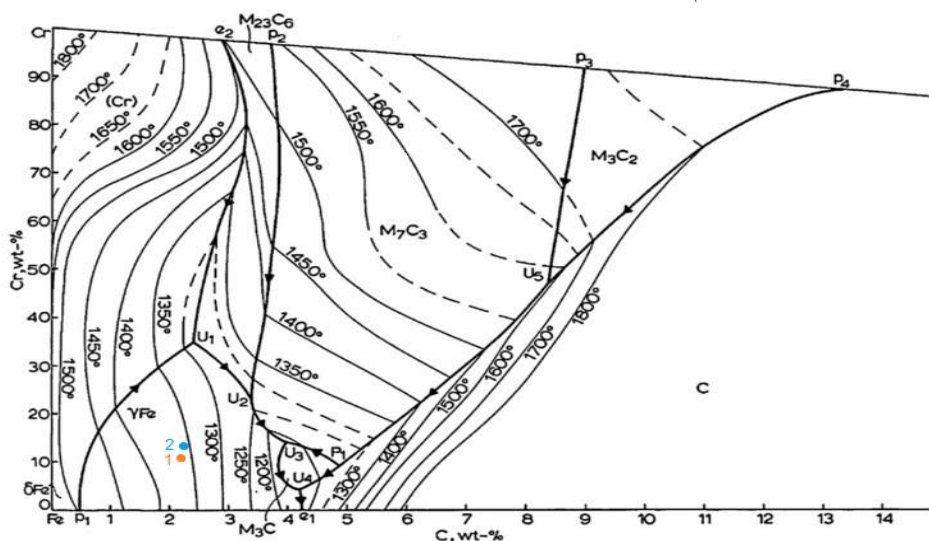 M23C6
Cr
e2
p2
p3
p4
1800°
1700°
(Cr)
1650°
1600°
1550°
1500°
1500°
1600°
1700°
M3C2
M7C3
90
80
70
60
50
40
30
20
10
0
Cr,wt-%
1450°
1400°
1350°
U5
1600°
1700°
1800°
1500°
1450°
1400°
1350°
U1
1500°
U2
γFe
C
2
1
1300°
1250°
1200°
U3
P1
U4
1300°
1400°
δFe
Fe
p1
1
2
3
M3C
4
e1
5
6
7
8
9
10
11
12
13
14
C,wt-%